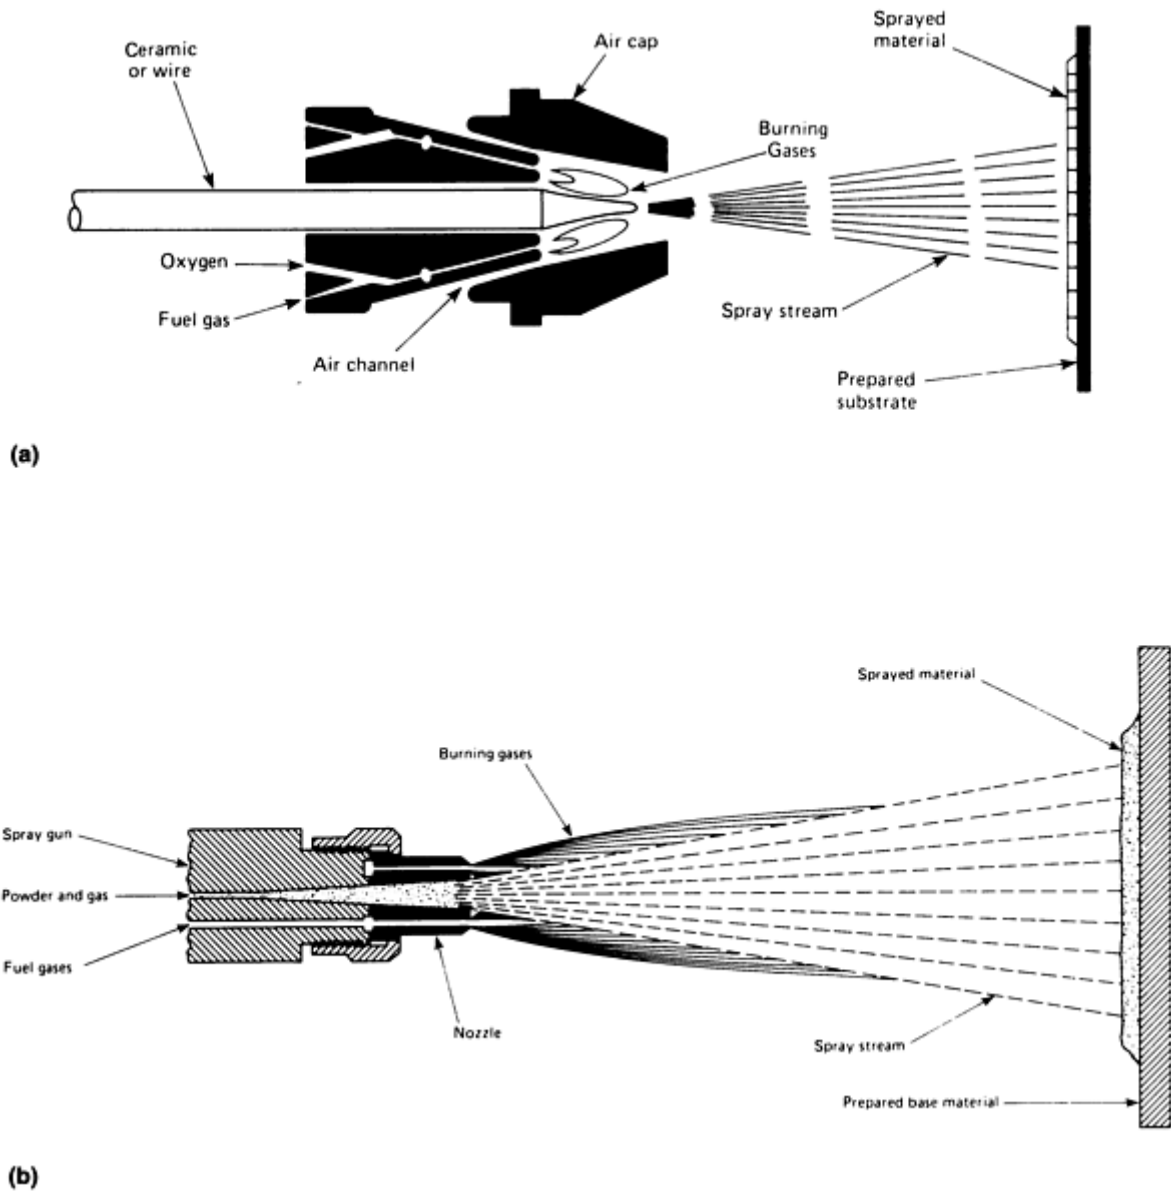 Ceramic
or wire
Air cap
Sprayed
material
Burning
Gases
Oxygen
Fuel gas
Air channel
Spray stream
Prepared
substrate
(a)
Sprayed material
Burning gases
Spray gun
Powder and gas
Fuel gases
Nozzle
Spray stream
Prepared base material
(b)